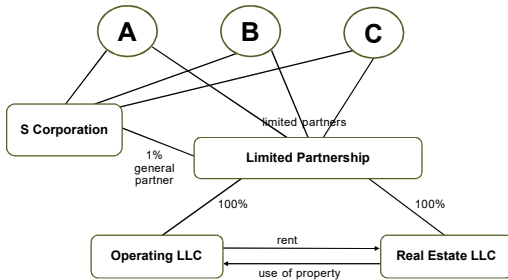 A
B
C
S Corporation
limited partners
1%
general
partner
Limited Partnership
100%
100%
Operating LLC
rent
use of property
Real Estate LLC